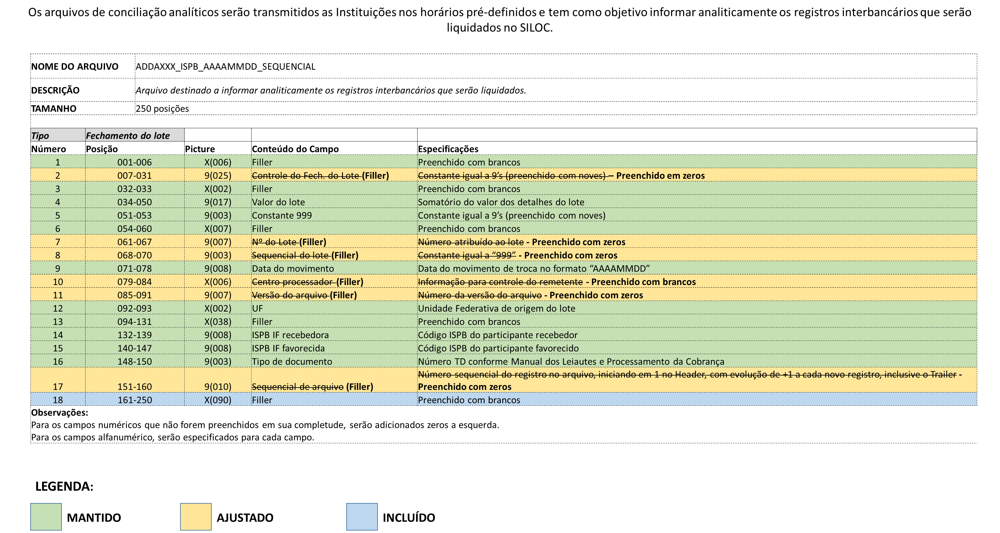 Os arquivos de conciliação analíticos serão transmitidos as Instituições nos horários pré-definidos e tem como objetivo informar analiticamente os registros interbancários que serão
liquidados no SILOC.
NOME DO ARQUIVO ADDAXXX_ISPB_AAAAMMDD_SEQUENCIAL
DESCRIÇÃO Arquivo destinado a informar analiticamente os registros interbancários que serão liquidados.
TAMANHO 250 posições
Tipo Fechamento do lote
Número Posição Picture Conteúdo do Campo Especificações
1 001-006 X(006) Filler Preenchido com brancos
2 007-031 9(025) Controle do Fech. do Lote (Filler) Constante igual a 9’s (preenchido com noves) – Preenchido em zeros
3 032-033 X(002) Filler Preenchido com brancos
4 034-050 9(017) Valor do lote Somatório do valor dos detalhes do lote
5 051-053 9(003) Constante 999 Constante igual a 9’s (preenchido com noves)
6 054-060 X(007) Filler Preenchido com brancos
7 061-067 9(007) Nº do Lote (Filler) Número atribuído ao lote - Preenchido com zeros
8 068-070 9(003) Sequencial do lote (Filler) Constante igual a “999” - Preenchido com zeros
9 071-078 9(008) Data do movimento Data do movimento de troca no formato “AAAAMMDD”
10 079-084 X(006) Centro processador (Filler) Informação para controle do remetente - Preenchido com brancos
11 085-091 9(007) Versão do arquivo (Filler) Número da versão do arquivo - Preenchido com zeros
12 092-093 X(002) UF Unidade Federativa de origem do lote
13 094-131 X(038) Filler Preenchido com brancos
14 132-139 9(008) ISPB IF recebedora Código ISPB do participante recebedor
15 140-147 9(008) ISPB IF favorecida Código ISPB do participante favorecido
16 148-150 9(003) Tipo de documento Número TD conforme Manual dos Leiautes e Processamento da Cobrança
Número sequencial do registro no arquivo, iniciando em 1 no Header, com evolução de +1 a cada novo registro, inclusive o Trailer -
17 151-160 9(010) Sequencial de arquivo (Filler) Preenchido com zeros
18 161-250 X(090) Filler Preenchido com brancos
Observações:
Para os campos numéricos que não forem preenchidos em sua completude, serão adicionados zeros a esquerda.
Para os campos alfanumérico, serão especificados para cada campo.
LEGENDA:
MANTIDO AJUSTADO INCLUÍDO